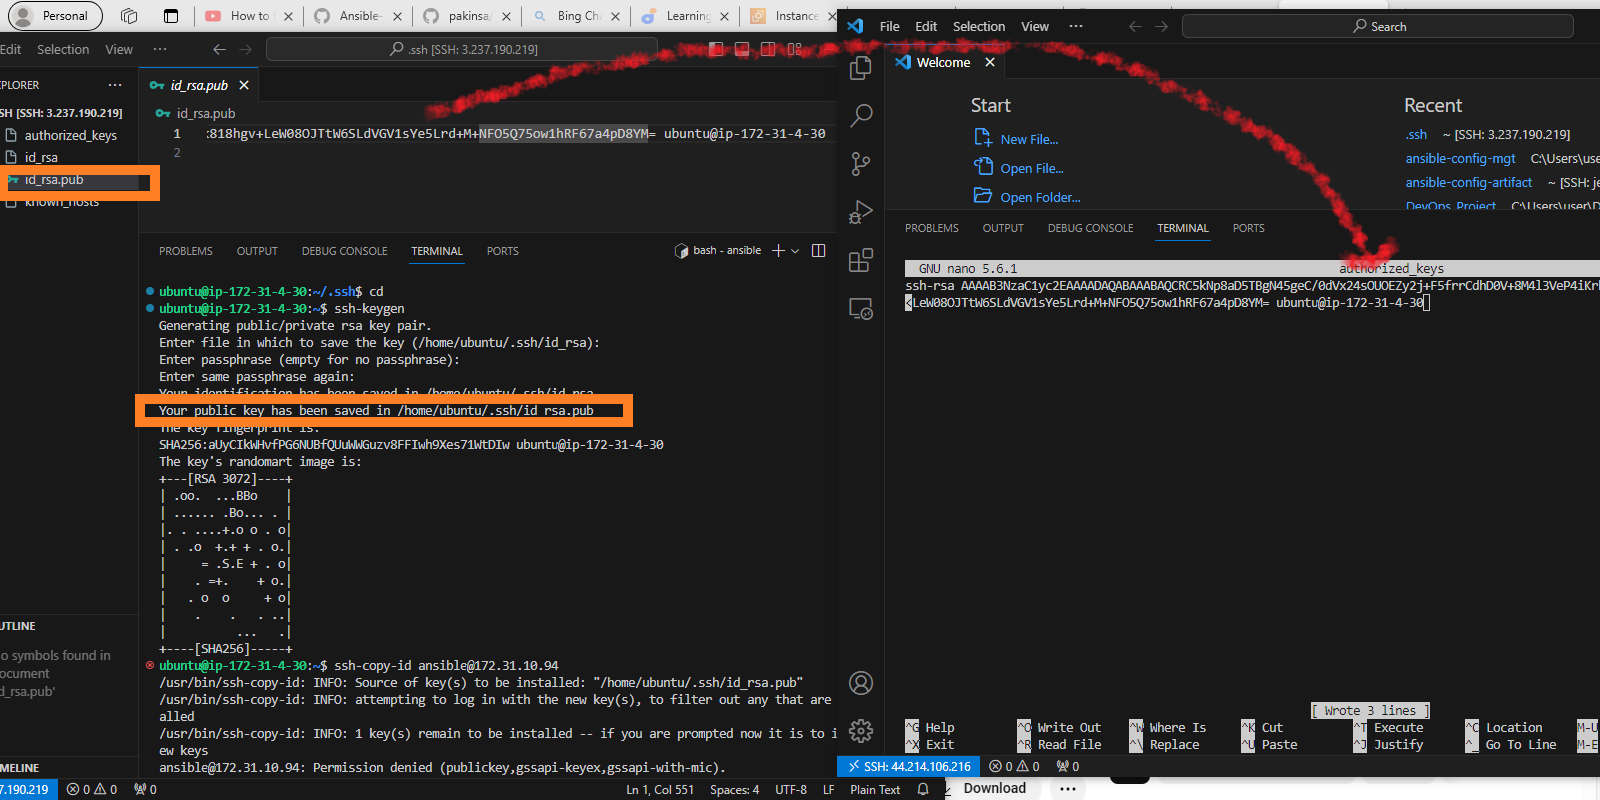 Personal
How to
Ansible-
pakinsa/
Bing Cha
Learning
Instance
Edit Selection View ···
.ssh [SSH: 3.237.190.219]
XPLORER ···
SH [SSH: 3.237.190.219]
authorized_keys
id_rsa
id_rsa.pub
known_hosts
UTLINE
o symbols found in
ocument
d_rsa.pub'
IMELINE
id_rsa.pub
id_rsa.pub
1 :818hgv+LeW08OJTtW6SLdVGV1sYe5Lrd+M+NFO5Q75ow1hRF67a4pD8YM= ubuntu@ip-172-31-4-30
2
PROBLEMS OUTPUT DEBUG CONSOLE TERMINAL PORTS
bash - ansible
ubuntu@ip-172-31-4-30:~/.ssh$ cd
ubuntu@ip-172-31-4-30:~$ ssh-keygen
Generating public/private rsa key pair.
Enter file in which to save the key (/home/ubuntu/.ssh/id_rsa):
Enter passphrase (empty for no passphrase):
Enter same passphrase again:
Your identification has been saved in /home/ubuntu/.ssh/id_rsa
Your public key has been saved in /home/ubuntu/.ssh/id_rsa.pub
The key fingerprint is:
SHA256:aUyCIkWHvfPG6NUBfQUuWWGuzv8FFIwh9Xes71WtDIw ubuntu@ip-172-31-4-30
The key's randomart image is:
+---[RSA 3072]----+
| .oo.  ...BBo    |
| ...... .Bo... . |
|. . ....+.o o . o|
| . .o  +.+ + . o.|
|    = .S.E + . o|
|    . =+.    + o.|
|   . o  o     + o|
|    .    .   . ..|
|          ...   .|
+----[SHA256]-----+
ubuntu@ip-172-31-4-30:~$ ssh-copy-id ansible@172.31.10.94
/usr/bin/ssh-copy-id: INFO: Source of key(s) to be installed: "/home/ubuntu/.ssh/id_rsa.pub"
/usr/bin/ssh-copy-id: INFO: attempting to log in with the new key(s), to filter out any that are
alled
/usr/bin/ssh-copy-id: INFO: 1 key(s) remain to be installed -- if you are prompted now it is to i
ew keys
ansible@172.31.10.94: Permission denied (publickey,gssapi-keyex,gssapi-with-mic).
7.190.219 0 0 0
Ln 1, Col 551 Spaces: 4 UTF-8 LF Plain Text
File Edit Selection View ···
Search
Welcome
Start
New File...
Open File...
Open Folder...
Recent
.ssh ~ [SSH: 3.237.190.219]
ansible-config-mgt C:\Users\use
ansible-config-artifact ~ [SSH: je
DevOps_Project C:\Users\user\D
PROBLEMS OUTPUT DEBUG CONSOLE TERMINAL PORTS
GNU nano 5.6.1 authorized_keys
ssh-rsa AAAAB3NzaC1yc2EAAAADAQABAAABAQCRC5kNp8aD5TBgN45geC/0dVx24sOUOEZy2j+F5frrCdhD0V+8M4l3VeP4iKr
<LeW08OJTtW6SLdVGV1sYe5Lrd+M+NFO5Q75ow1hRF67a4pD8YM= ubuntu@ip-172-31-4-30
[ Wrote 3 lines ]
^G Help ^O Write Out ^W Where Is ^K Cut ^T Execute ^C Location M-U
^X Exit ^R Read File ^\ Replace ^U Paste ^J Justify ^_ Go To Line M-E
SSH: 44.214.106.216 0 0 0
Download ···